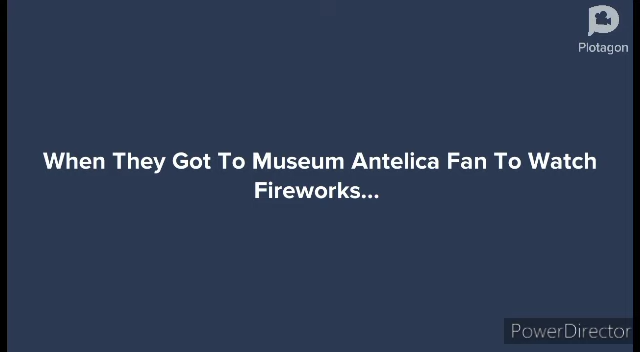 Plotagon
When They Got To Museum Antelica Fan To Watch
Fireworks...
PowerDirector